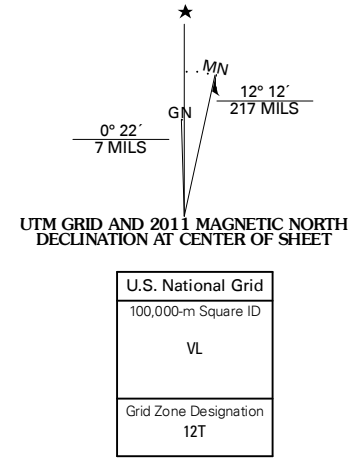 ★
MN
12° 12´
217 MILS
GN
0° 22´
7 MILS
UTM GRID AND 2011 MAGNETIC NORTH
DECLINATION AT CENTER OF SHEET
U.S. National Grid
100,000-m Square ID
VL
Grid Zone Designation
12T